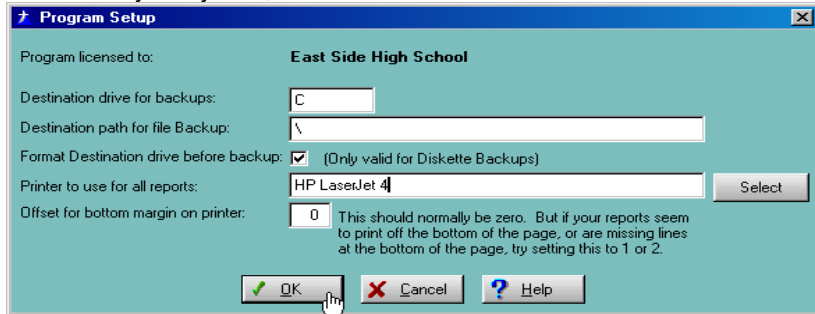 Program Setup
Program licensed to: East Side High School
Destination drive for backups: C
Destination path for file Backup: \
Format Destination drive before backup: (Only valid for Diskette Backups)
Printer to use for all reports: HP LaserJet 4 Select
Offset for bottom margin on printer: 0 This should normally be zero. But if your reports seem
to print off the bottom of the page, or are missing lines
at the bottom of the page, try setting this to 1 or 2.
OK Cancel Help